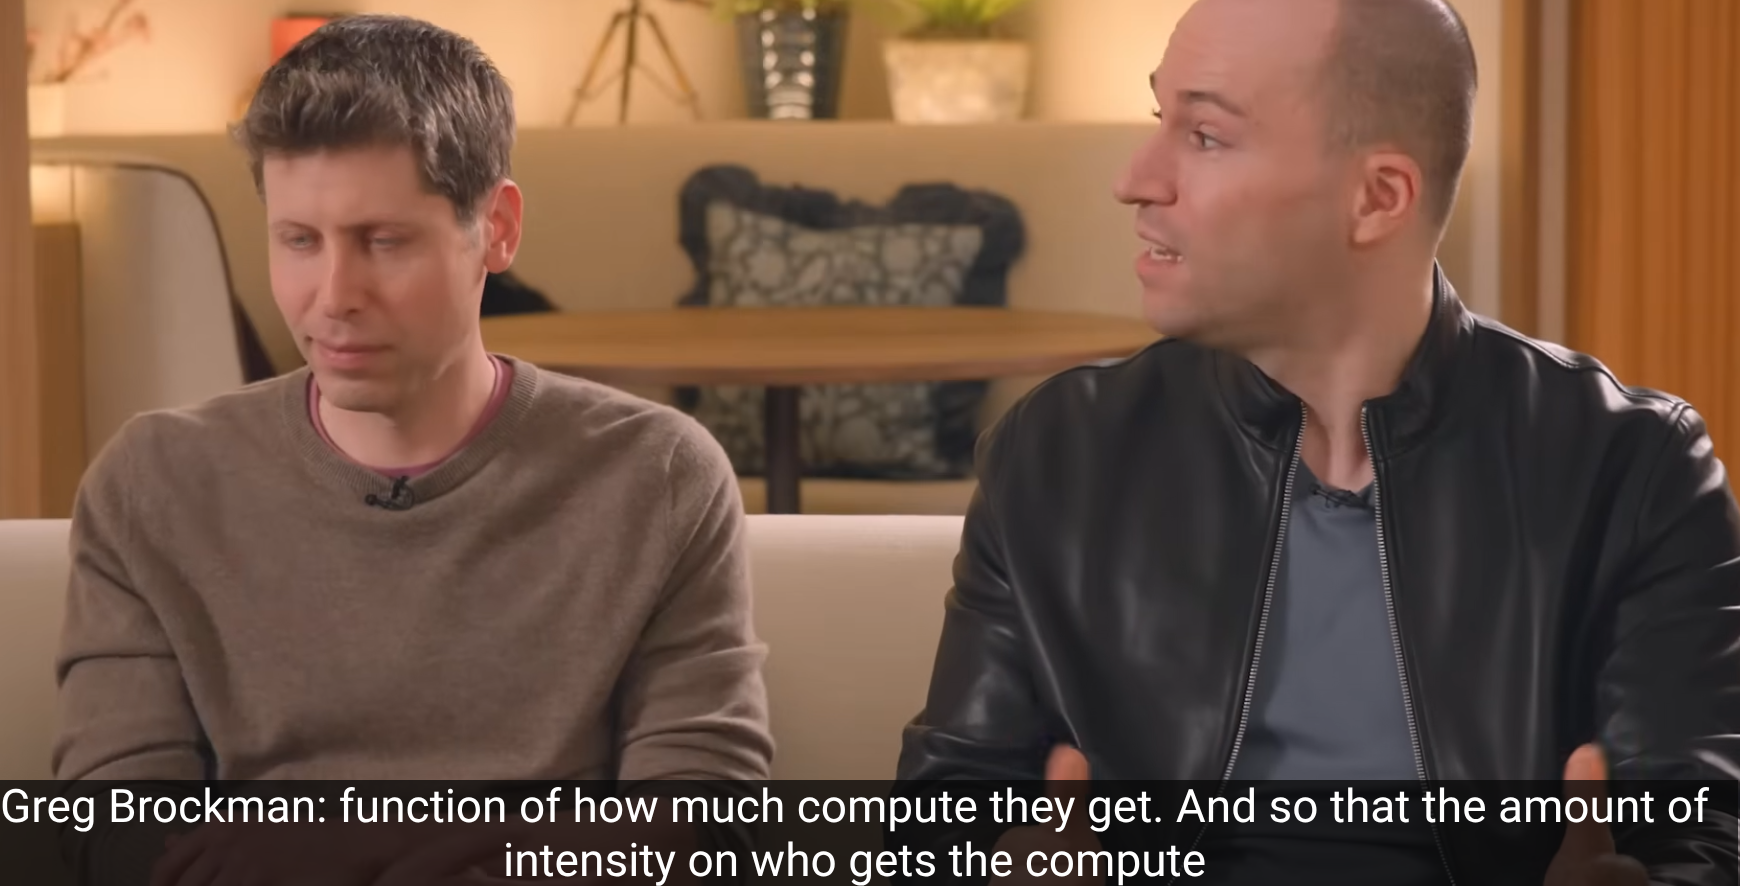 Greg Brockman: function of how much compute they get. And so that the amount of
intensity on who gets the compute